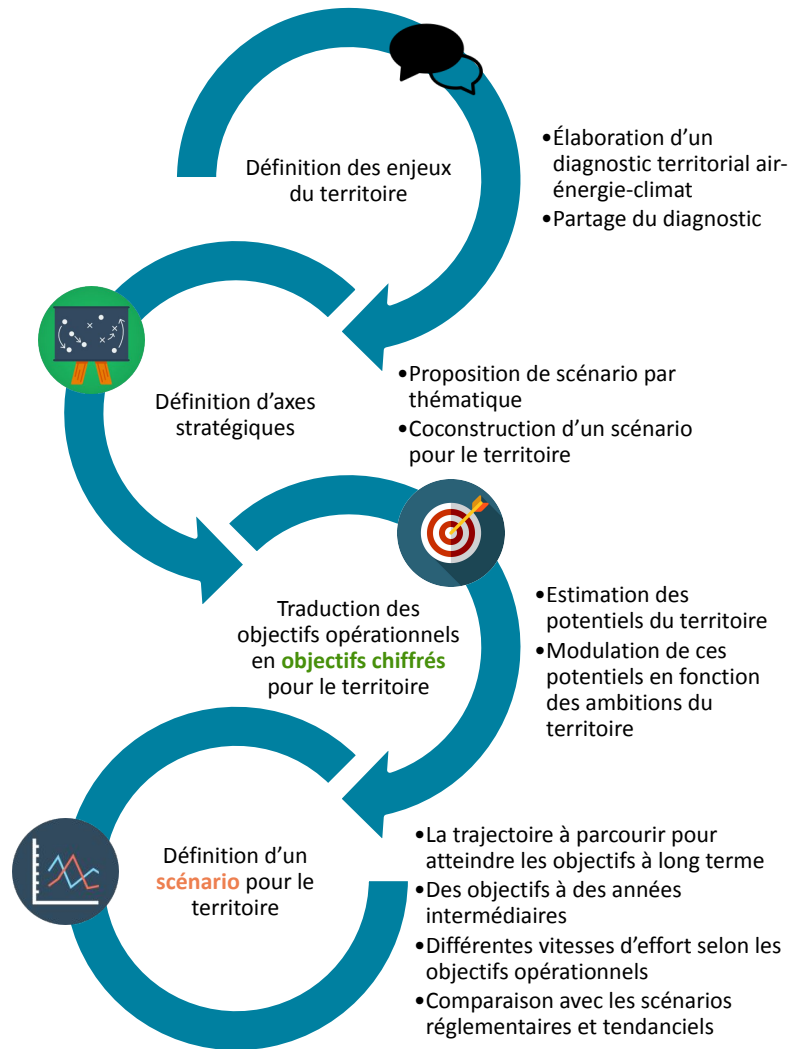 Définition des enjeux
du territoire
•Élaboration d'un
diagnostic territorial air-
énergie-climat
•Partage du diagnostic
Définition d'axes
stratégiques
•Proposition de scénario par
thématique
•Coconstruction d'un scénario
pour le territoire
Traduction des
objectifs opérationnels
en objectifs chiffrés
pour le territoire
•Estimation des
potentiels du territoire
•Modulation de ces
potentiels en fonction
des ambitions du
territoire
Définition d'un
scénario pour le
territoire
•La trajectoire à parcourir pour
atteindre les objectifs à long terme
•Des objectifs à des années
intermédiaires
•Différentes vitesses d'effort selon les
objectifs opérationnels
•Comparaison avec les scénarios
réglementaires et tendanciels